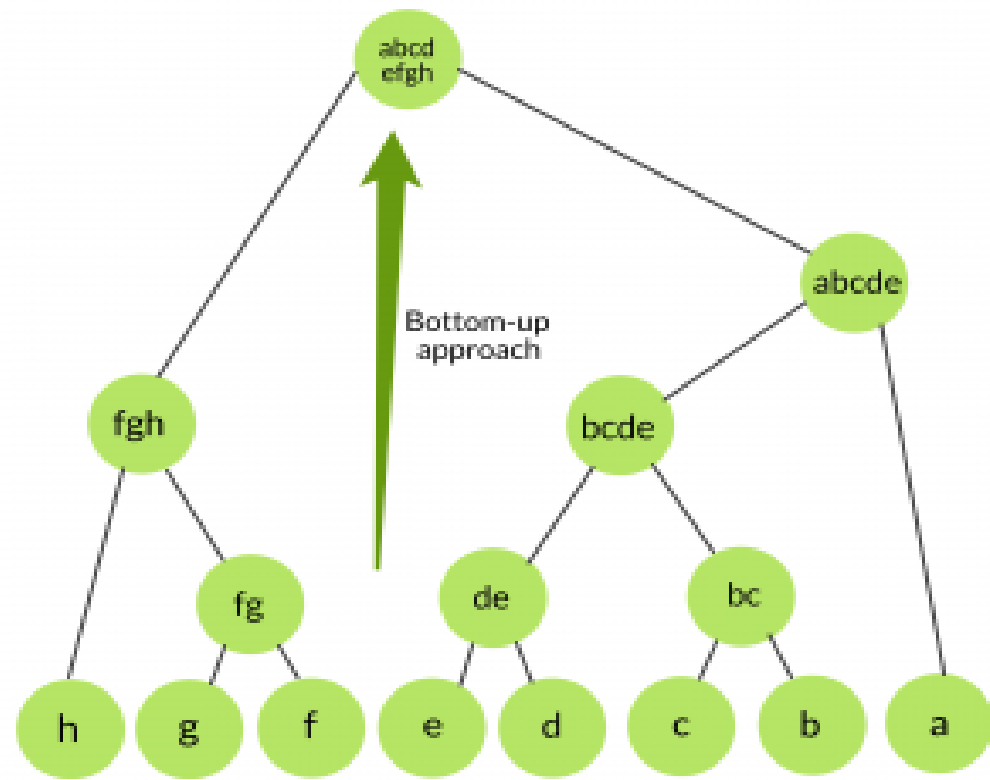 abcd
efgh
abcde
Bottom-up
approach
fgh
bcde
fg
de
bc
h
g
f
e
d
c
b
a